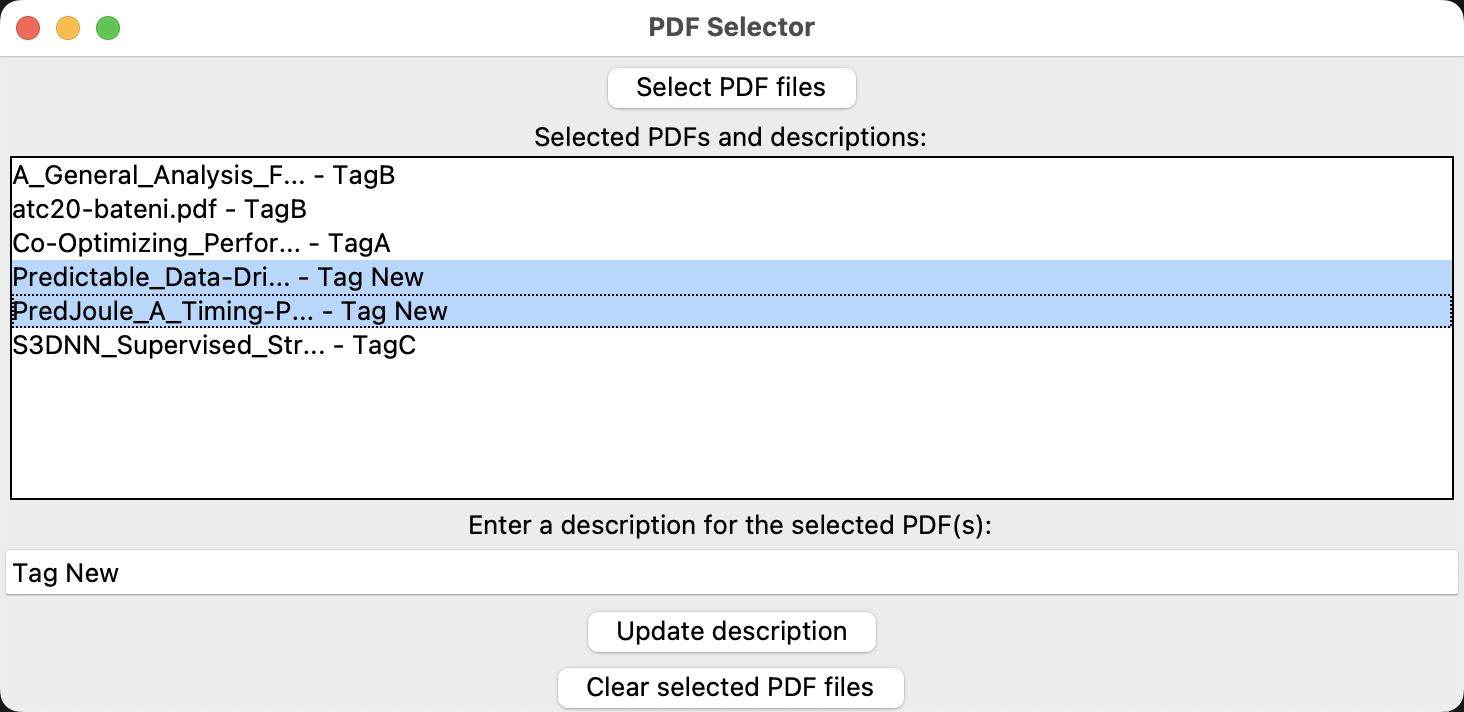 PDF Selector
Select PDF files
Selected PDFs and descriptions:
A_General_Analysis_F... - TagB
atc20-bateni.pdf - TagB
Co-Optimizing_Perfor... - TagA
Predictable_Data-Dri... - Tag New
PredJoule_A_Timing-P... - Tag New
S3DNN_Supervised_Str... - TagC
Enter a description for the selected PDF(s):
Tag New
Update description
Clear selected PDF files